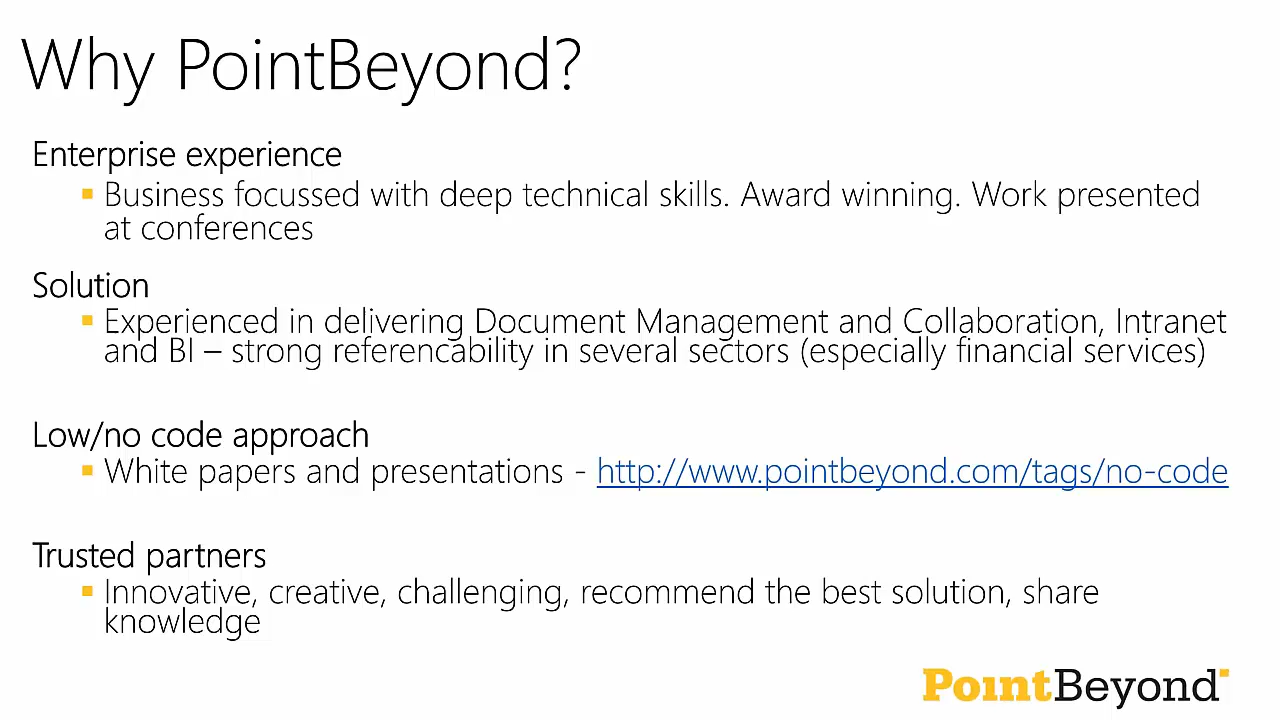 Why PointBeyond?
Enterprise experience
Business focussed with deep technical skills. Award winning. Work presented
at conferences
Solution
Experienced in delivering Document Management and Collaboration, Intranet
and BI – strong referencability in several sectors (especially financial services)
Low/no code approach
White papers and presentations - http://www.pointbeyond.com/tags/no-code
Trusted partners
Innovative, creative, challenging, recommend the best solution, share
knowledge
PointBeyond